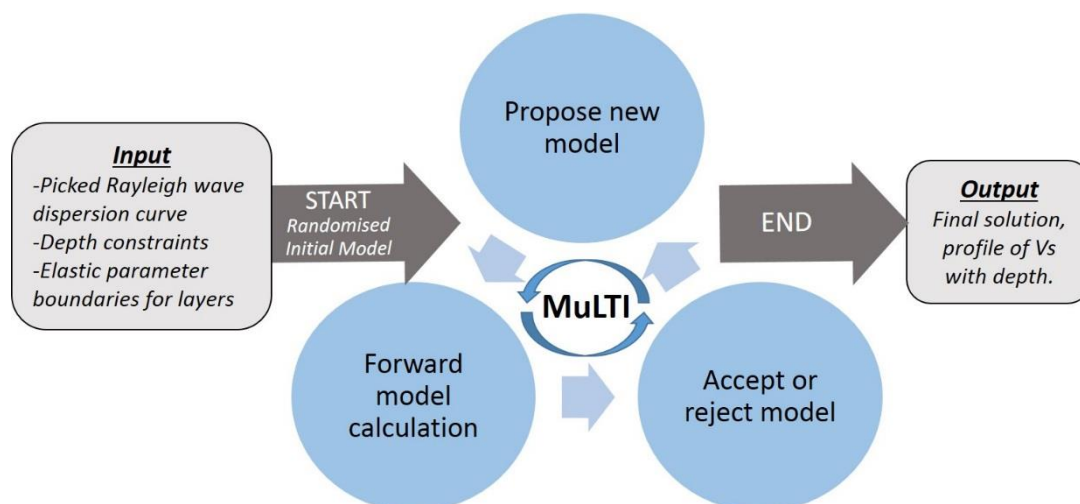 Input
-Picked Rayleigh wave
dispersion curve
-Depth constraints
-Elastic parameter
boundaries for layers
START
Randomised
Initial Model
Propose new
model
MuLTI
Forward
model
calculation
Accept or
reject model
END
Output
Final solution,
profile of Vs
with depth.